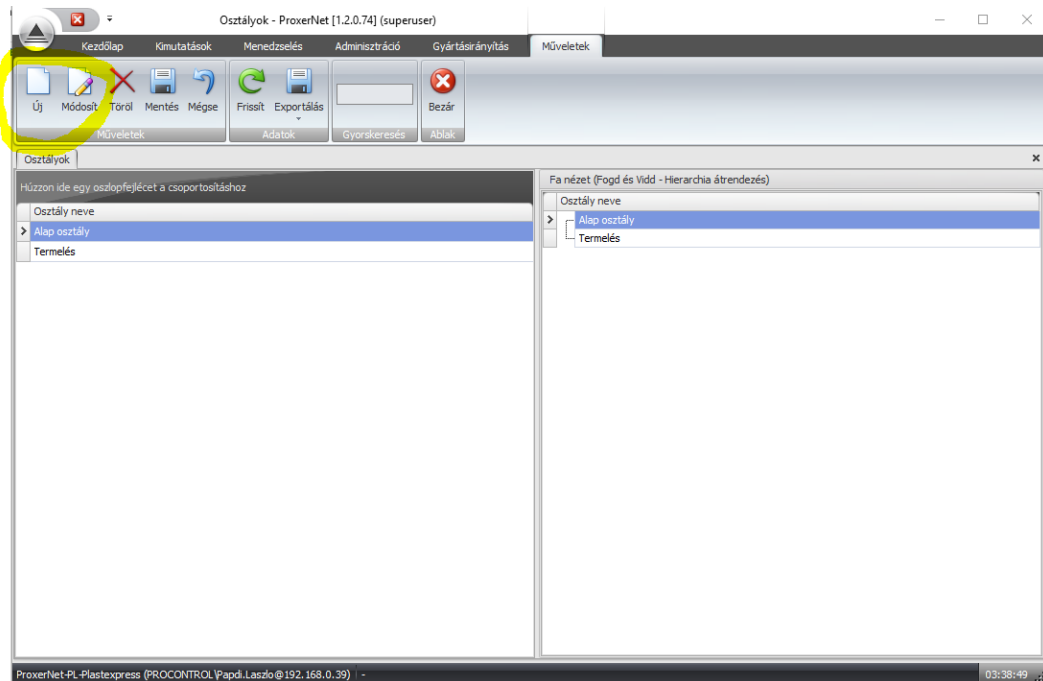 Osztályok - ProxerNet [1.2.0.74] (superuser)
Kezdőlap Kimutatások Menedzselés Adminisztráció Gyártásirányítás Műveletek
Új Módosít Töröl Mentés Mégse Frissít Exportálás Bezár
Műveletek Adatok Gyorskeresés Ablak
Osztályok
Húzzon ide egy oszlopfejlécet a csoportosításhoz
Osztály neve
Alap osztály
Termelés
Fa nézet (Fogd és Vidd - Hierarchia átrendezés)
Osztály neve
Alap osztály
Termelés
ProxerNet-PL-Plastexpress (PROCONTROL\Papdi.Laszlo@192.168.0.39) | -
03:38:49